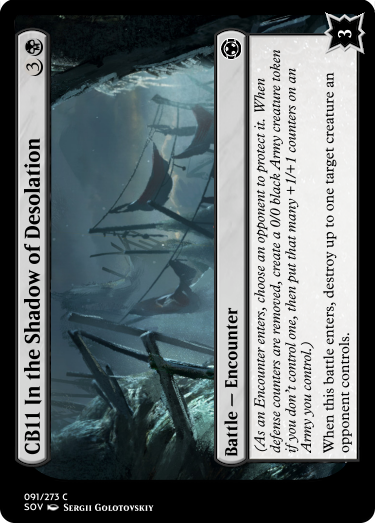 CB11 In the Shadow of Desolation
3
Battle — Encounter
(As an Encounter enters, choose an opponent to protect it. When
defense counters are removed, create a 0/0 black Army creature token
if you don't control one, then put that many +1/+1 counters on an
Army you control.)
When this battle enters, destroy up to one target creature an
opponent controls.
3
091/273 C
SOV Sergii Golotovskiy